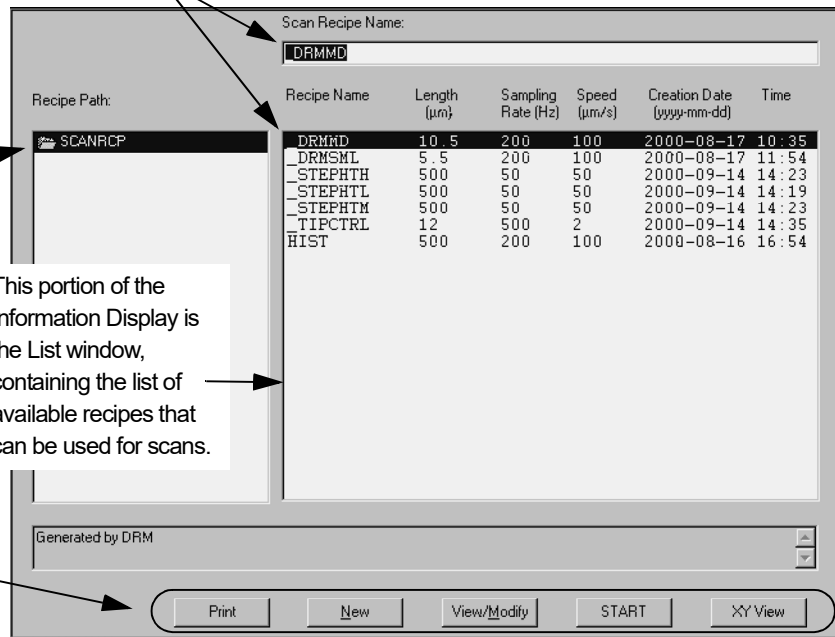 Scan Recipe Name:
_DRMMD
Recipe Path:
SCANRCP
Recipe Name Length (µm) Sampling Rate (Hz) Speed (µm/s) Creation Date (yyyy-mm-dd) Time
_DRMMD 10.5 200 100 2000-08-17 10:35
_DRMSML 5.5 200 100 2000-08-17 11:54
_STEPHTH 500 50 50 2000-09-14 14:23
_STEPHTL 500 50 50 2000-09-14 14:19
_STEPHTM 500 50 50 2000-09-14 14:23
_TIPCTRL 12 500 2 2000-09-14 14:35
HIST 500 200 100 2000-08-16 16:54
This portion of the
Information Display is
the List window,
containing the list of
available recipes that
can be used for scans.
Generated by DRM
Print New View/Modify START XY View